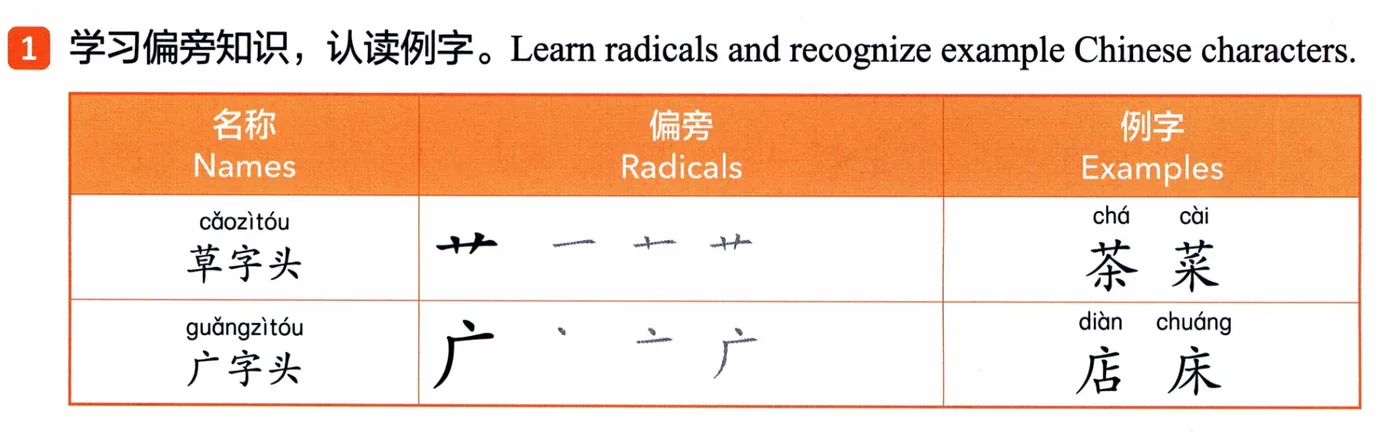 1 学习偏旁知识，认读例字。Learn radicals and recognize example Chinese characters.
名称 偏旁 例字
Names Radicals Examples
cǎozìtóu chá cài
草字头 艹 一 十 艹 茶 菜
guǎngzìtóu diàn chuáng
广字头 广 丶 亠 广 店 床